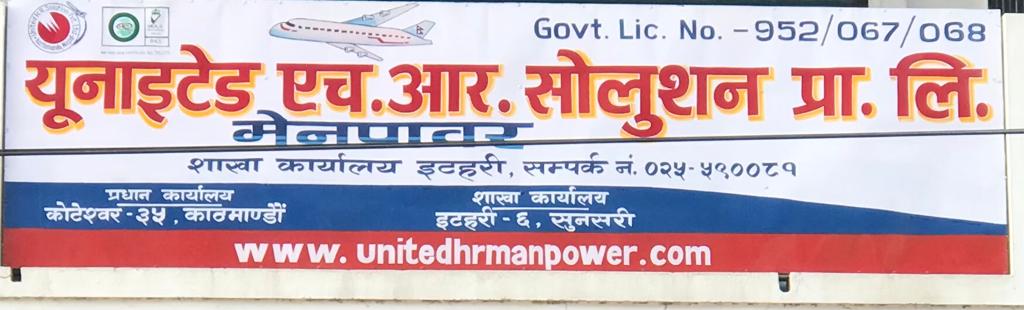 Govt. Lic. No. - 952/067/068
यूनाइटेड एच.आर. सोलुशन प्रा. लि.
मेनपावर
शाखा कार्यालय इटहरी, सम्पर्क नं. ०२५-५९००८१
प्रधान कार्यालय
कोटेश्वर-३५, काठमाण्डौं
शाखा कार्यालय
इटहरी-६, सुनसरी
www.unitedhrmanpower.com